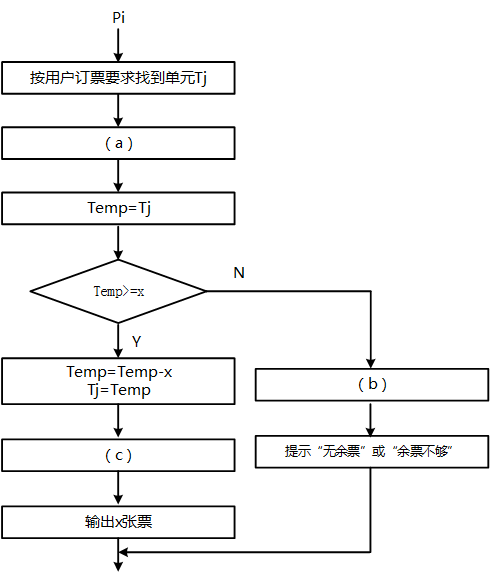 Pi
按用户订票要求找到单元Tj
（a）
Temp=Tj
Temp>=x
N
Y
Temp=Temp-x
Tj=Temp
（b）
（c）
提示“无余票”或“余票不够”
输出x张票